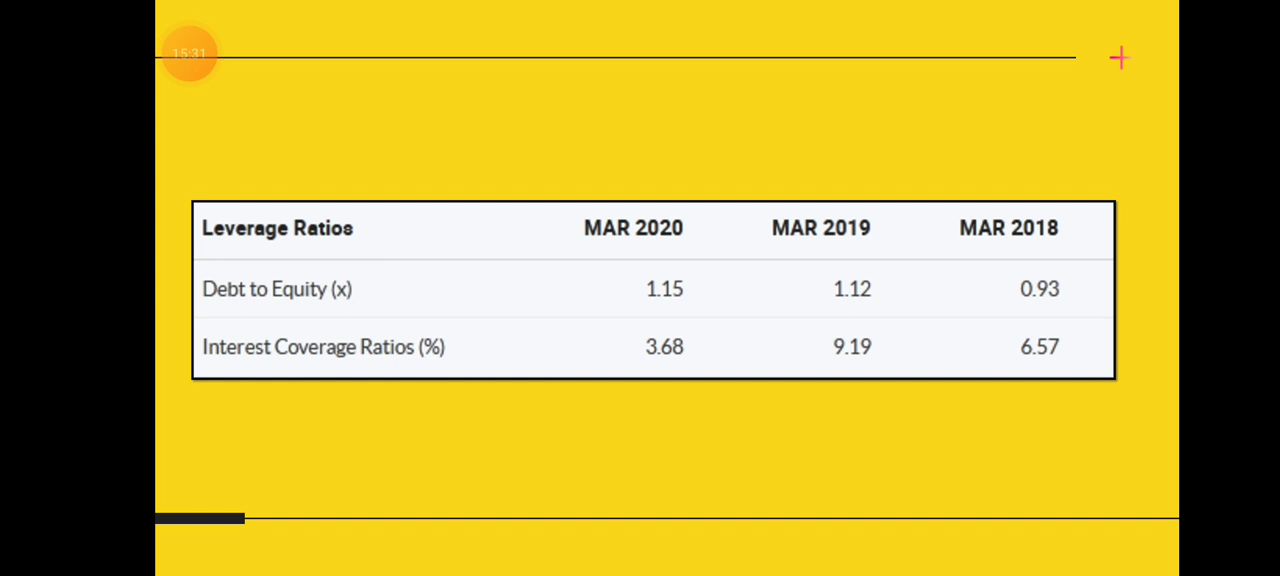 15:31
Leverage Ratios MAR 2020 MAR 2019 MAR 2018
Debt to Equity (x) 1.15 1.12 0.93
Interest Coverage Ratios (%) 3.68 9.19 6.57